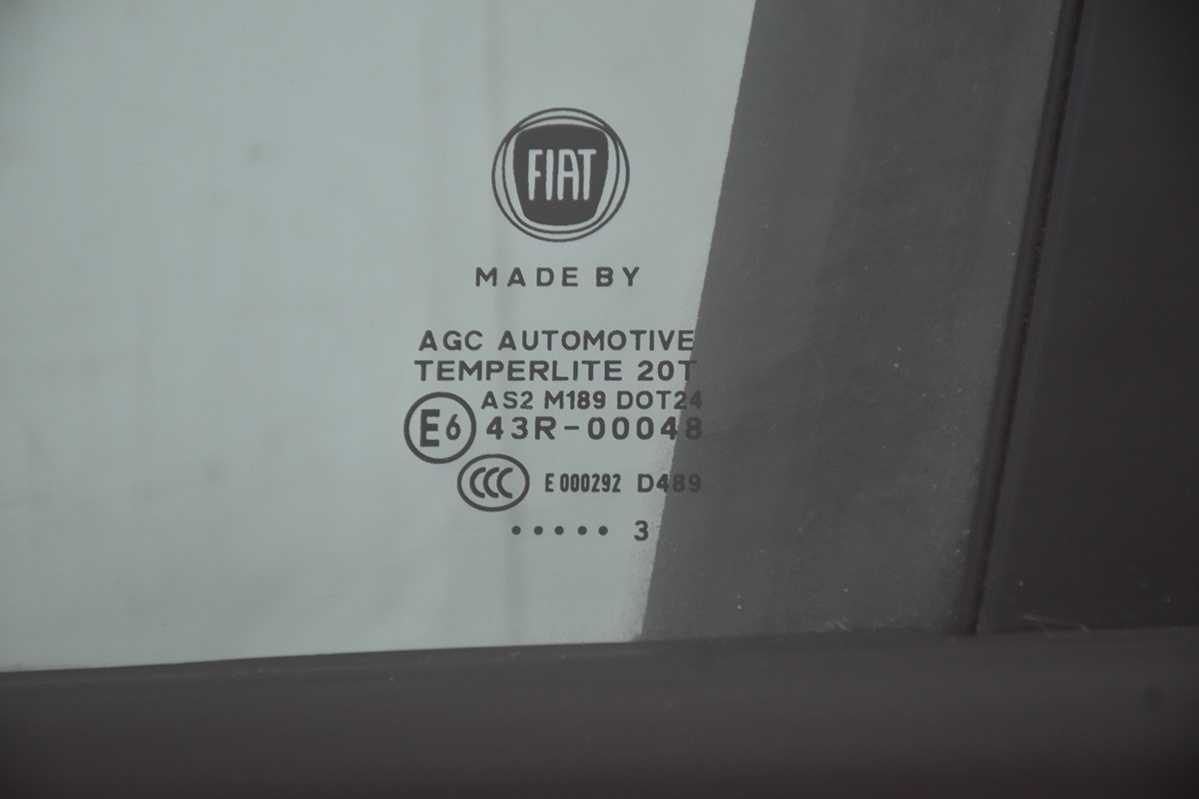 FIAT
MADE BY
AGC AUTOMOTIVE
TEMPERLITE 20T
AS2 M189 DOT24
E6 43R-00048
CCC E000292 D489
••••• 3